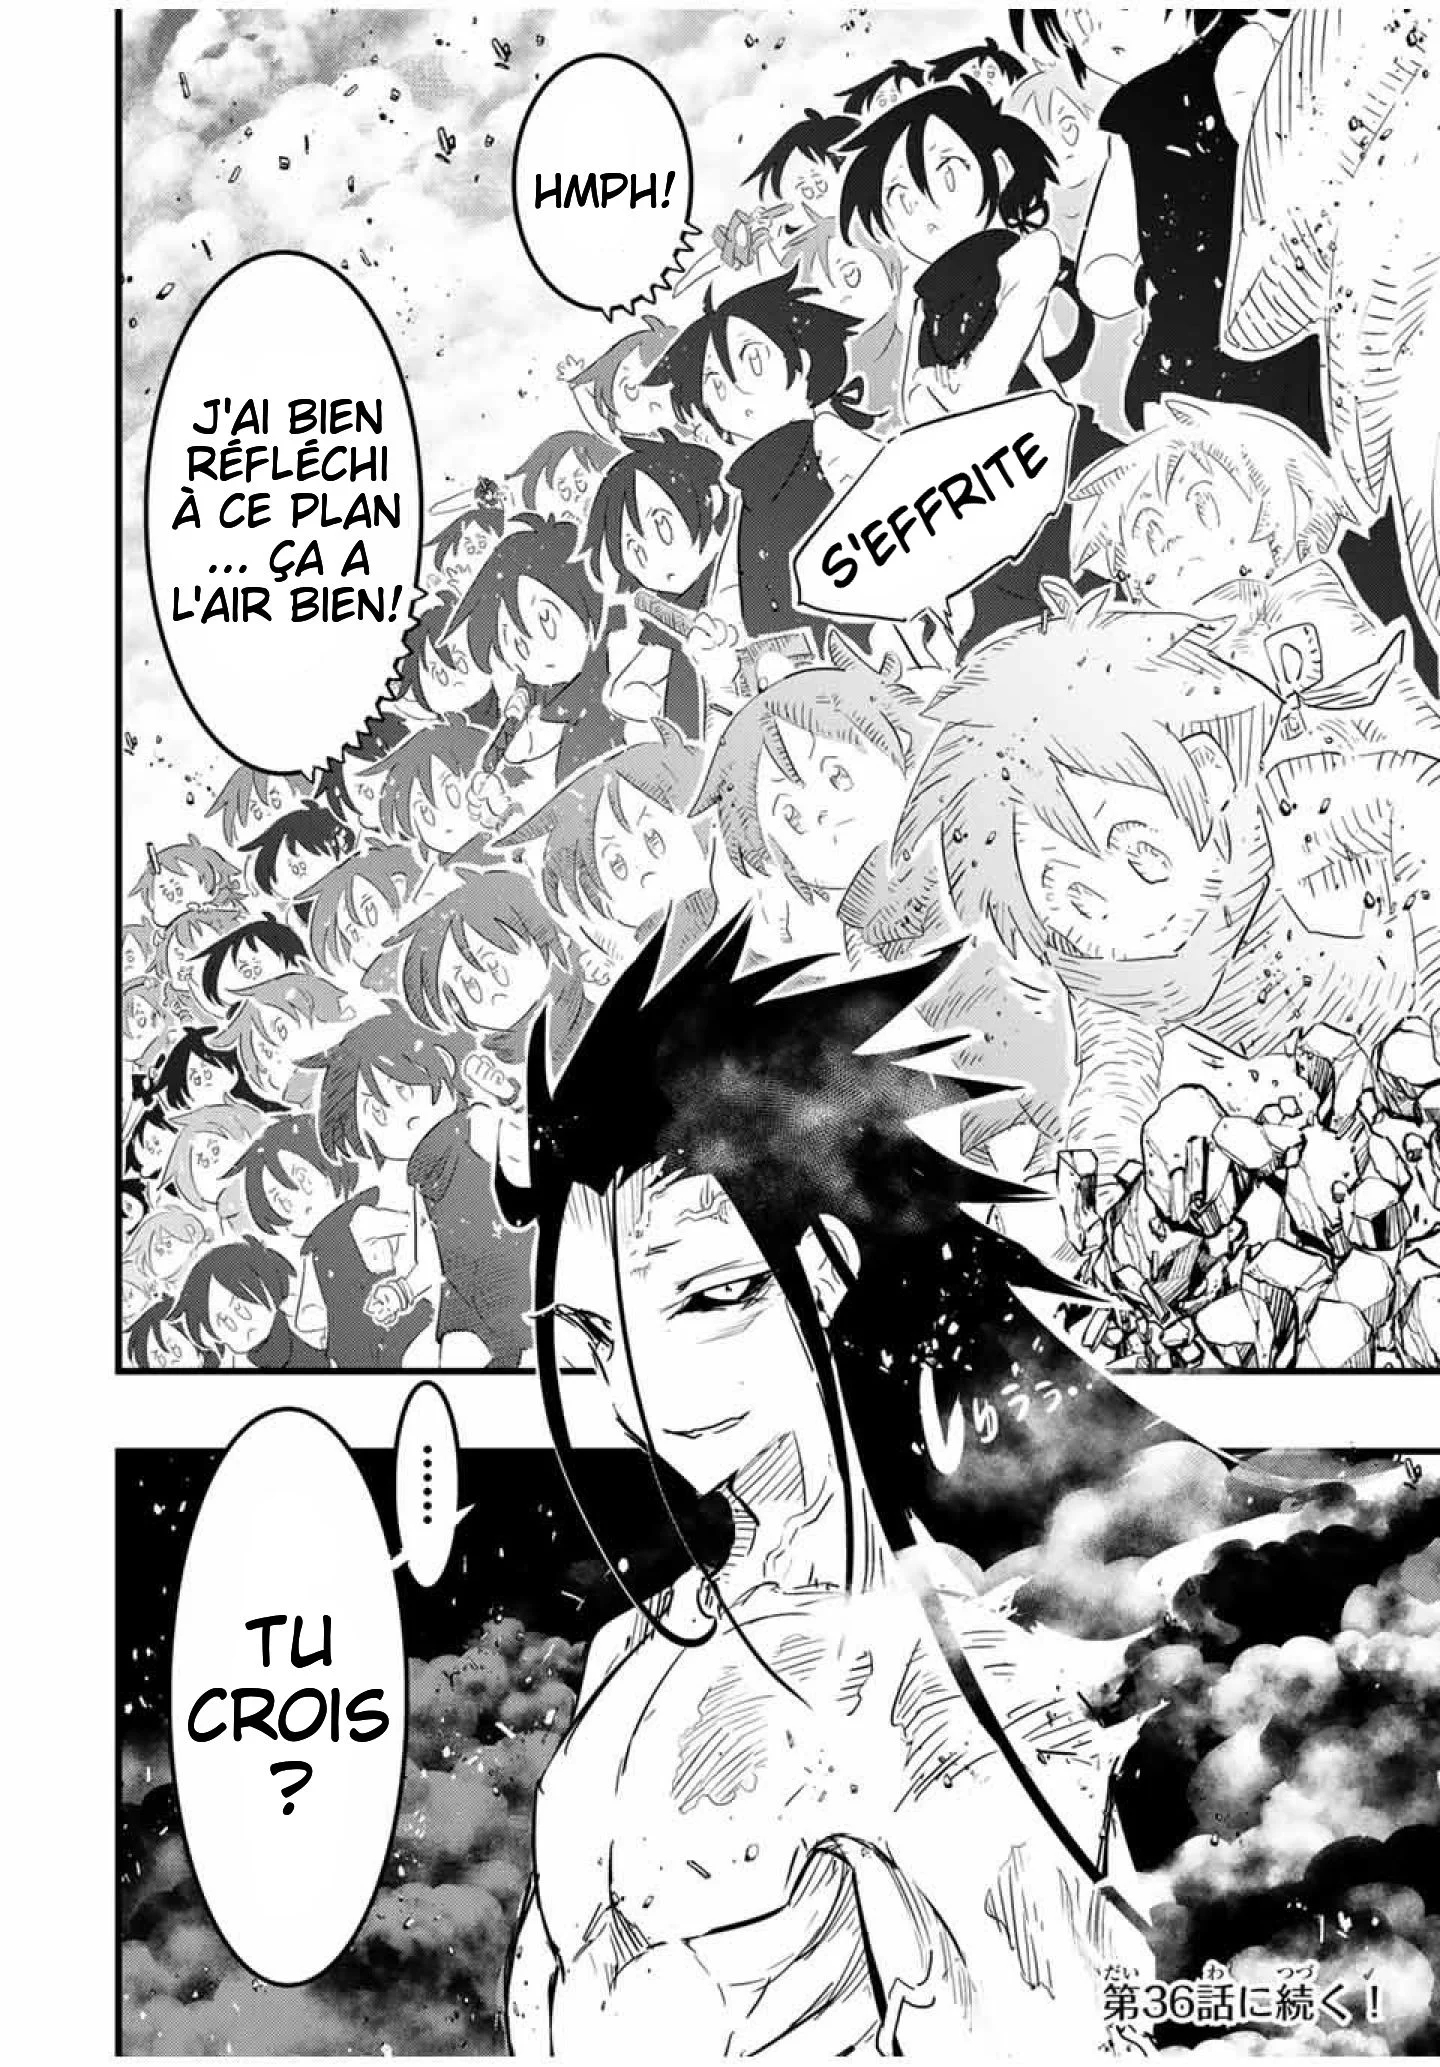 HMPH!
J'AI BIEN
RÉFLÉCHI
À CE PLAN
... ÇA A
L'AIR BIEN!
S'EFFRITE
.......
TU
CROIS
?
第36話に続く!